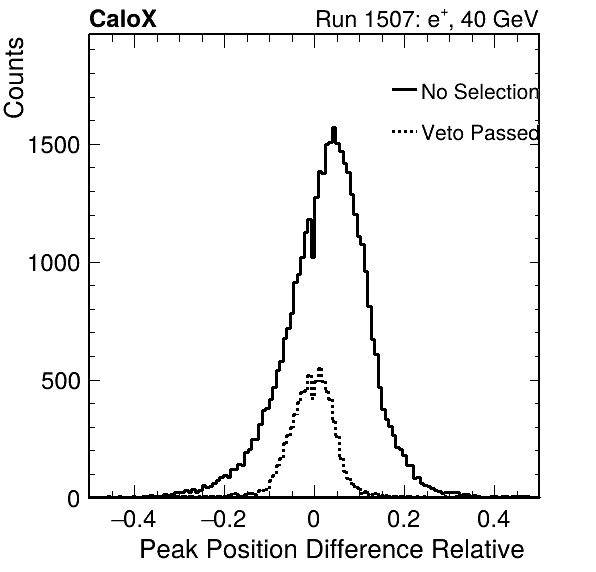 CaloX Run 1507: e⁺, 40 GeV
Counts
No Selection
Veto Passed
1500
1000
500
0
−0.4 −0.2 0 0.2 0.4
Peak Position Difference Relative